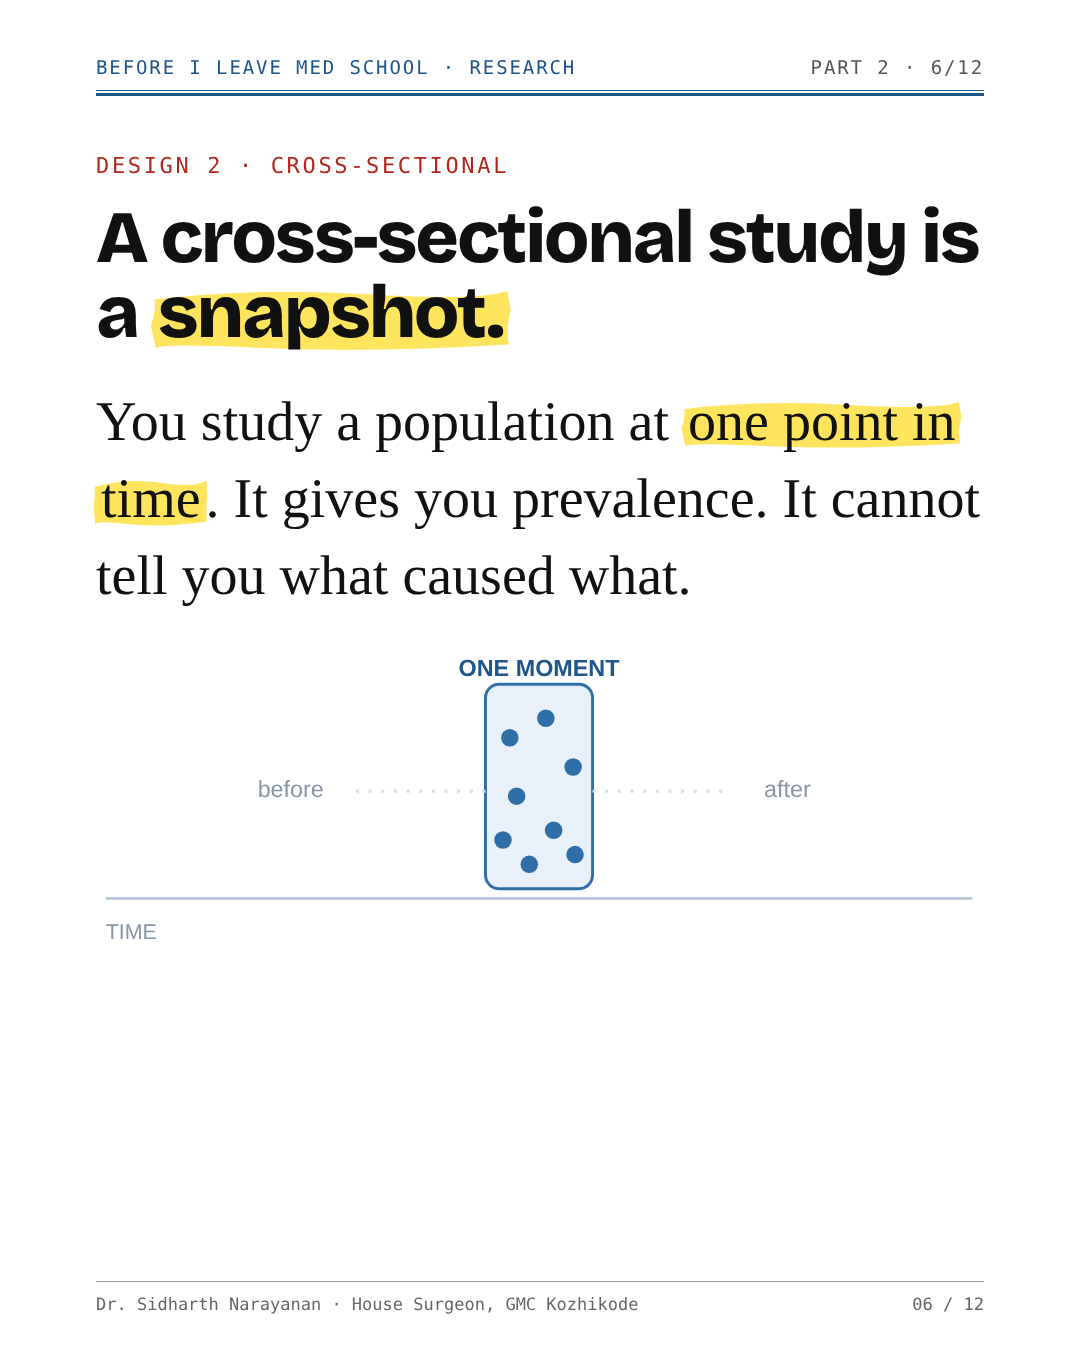 BEFORE I LEAVE MED SCHOOL · RESEARCH
PART 2 · 6/12
DESIGN 2 · CROSS-SECTIONAL
A cross-sectional study is
a snapshot.
You study a population at one point in
time. It gives you prevalence. It cannot
tell you what caused what.
ONE MOMENT
before
after
TIME
Dr. Sidharth Narayanan · House Surgeon, GMC Kozhikode
06 / 12